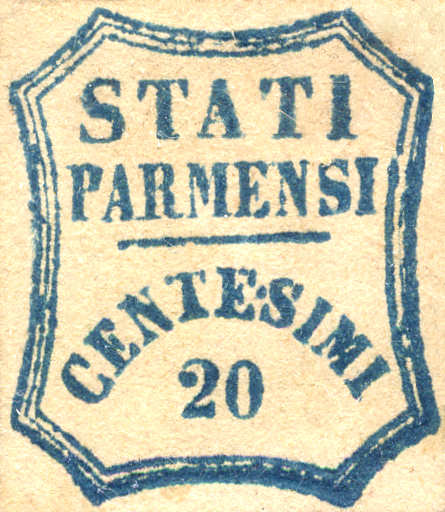 STATI
PARMENSI
CENTESIMI
20